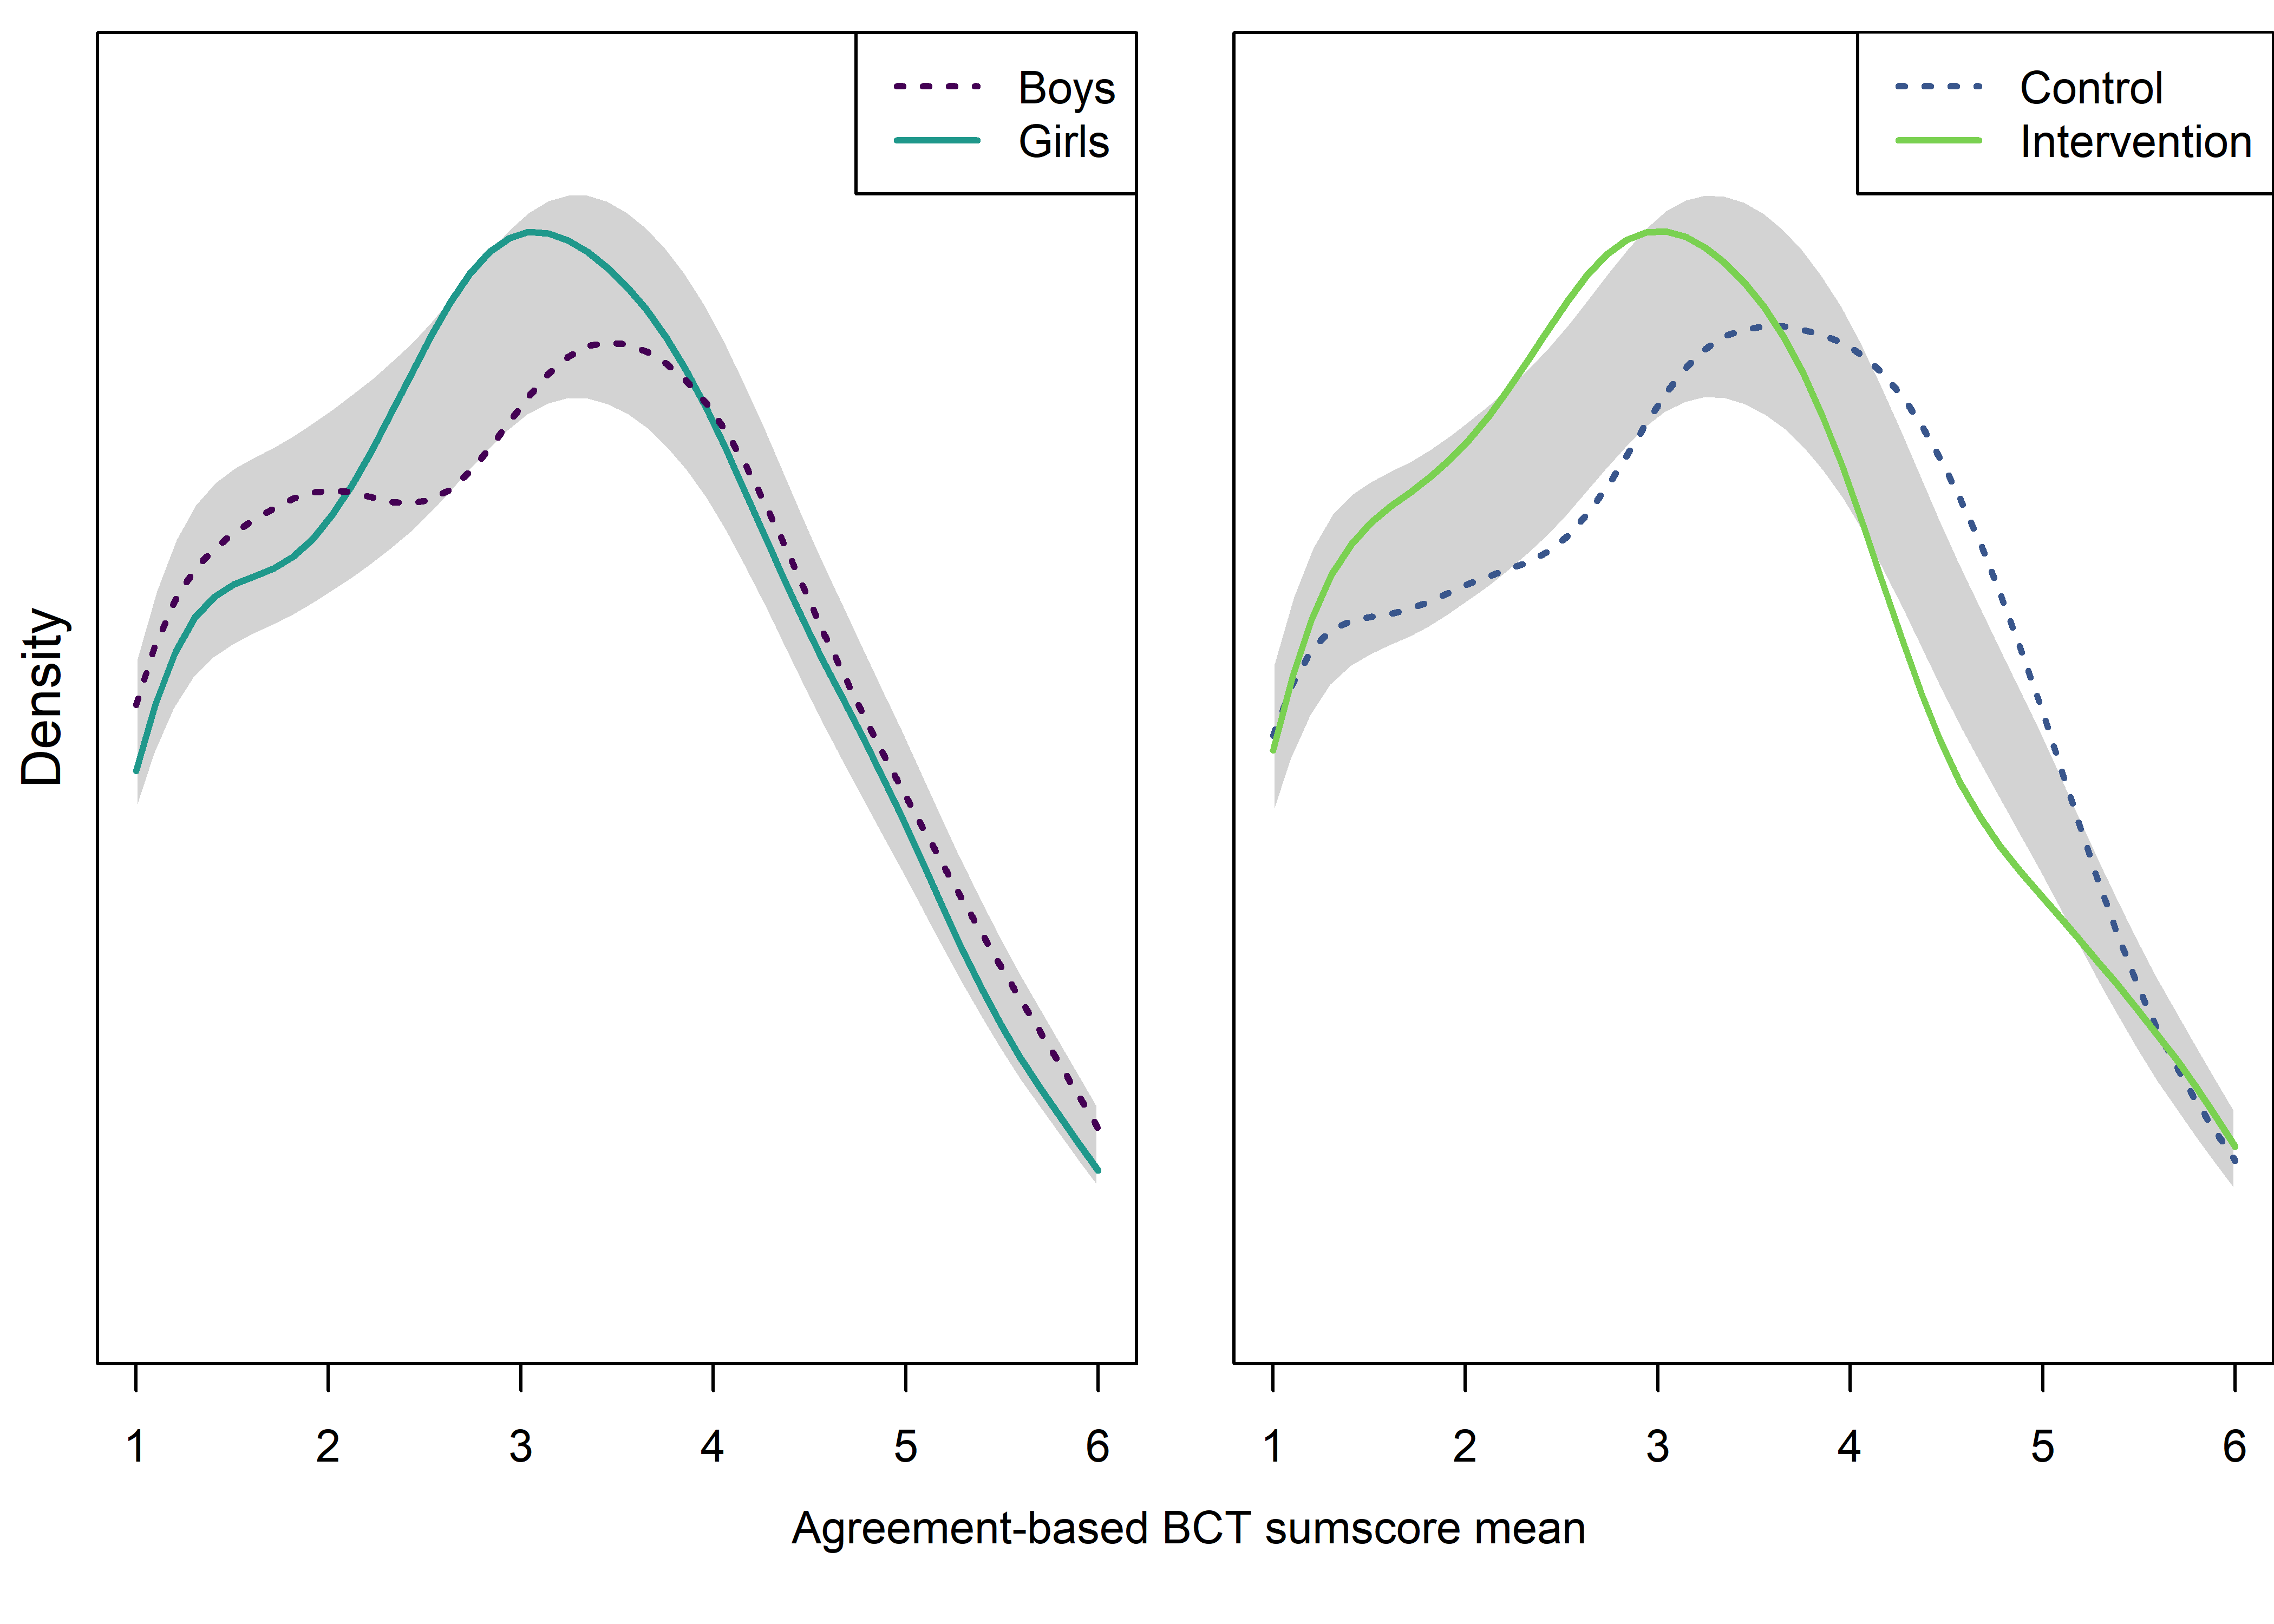 Boys
Girls
Control
Intervention
Density
1 2 3 4 5 6
1 2 3 4 5 6
Agreement-based BCT sumscore mean